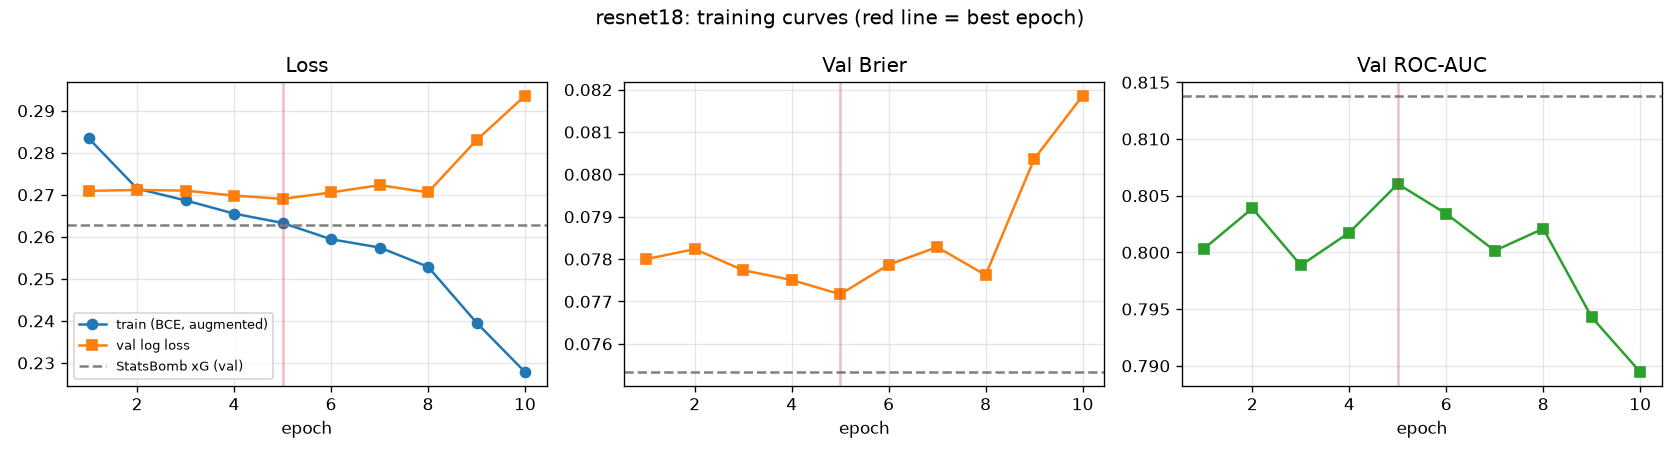 resnet18: training curves (red line = best epoch)
Loss
0.29
0.28
0.27
0.26
0.25
0.24
0.23
train (BCE, augmented)
val log loss
StatsBomb xG (val)
2 4 6 8 10
epoch
Val Brier
0.082
0.081
0.080
0.079
0.078
0.077
0.076
2 4 6 8 10
epoch
Val ROC-AUC
0.815
0.810
0.805
0.800
0.795
0.790
2 4 6 8 10
epoch